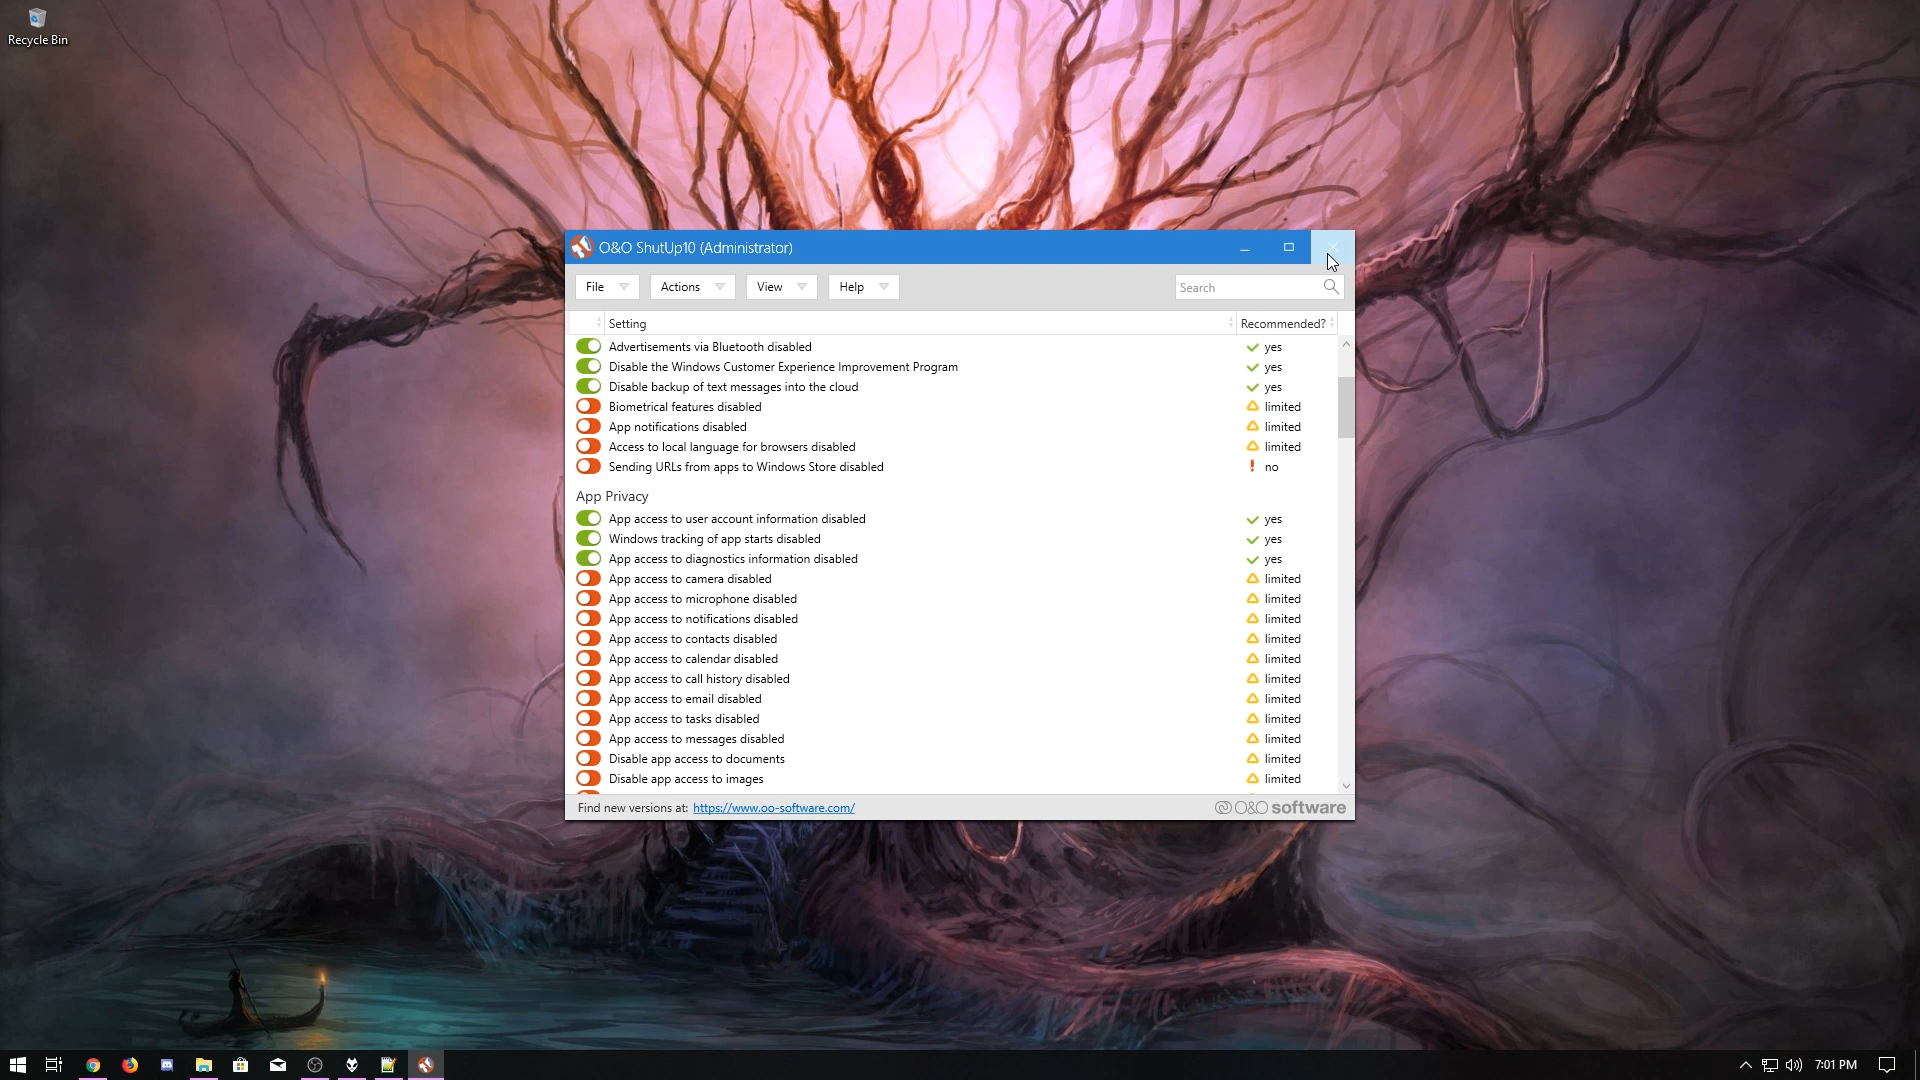 Recycle Bin
O&O ShutUp10 (Administrator)
File Actions View Help Search
Setting Recommended?
Advertisements via Bluetooth disabled yes
Disable the Windows Customer Experience Improvement Program yes
Disable backup of text messages into the cloud yes
Biometrical features disabled limited
App notifications disabled limited
Access to local language for browsers disabled limited
Sending URLs from apps to Windows Store disabled no
App Privacy
App access to user account information disabled yes
Windows tracking of app starts disabled yes
App access to diagnostics information disabled yes
App access to camera disabled limited
App access to microphone disabled limited
App access to notifications disabled limited
App access to contacts disabled limited
App access to calendar disabled limited
App access to call history disabled limited
App access to email disabled limited
App access to tasks disabled limited
App access to messages disabled limited
Disable app access to documents limited
Disable app access to images limited
Find new versions at: https://www.oo-software.com/ O&O software
7:01 PM